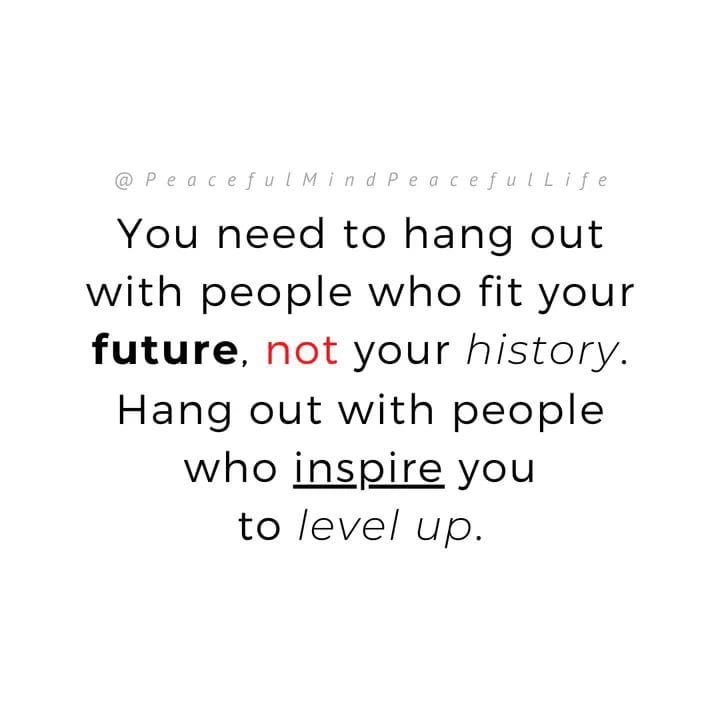 @PeacefulMindPeacefulLife
You need to hang out
with people who fit your
future, not your history.
Hang out with people
who inspire you
to level up.